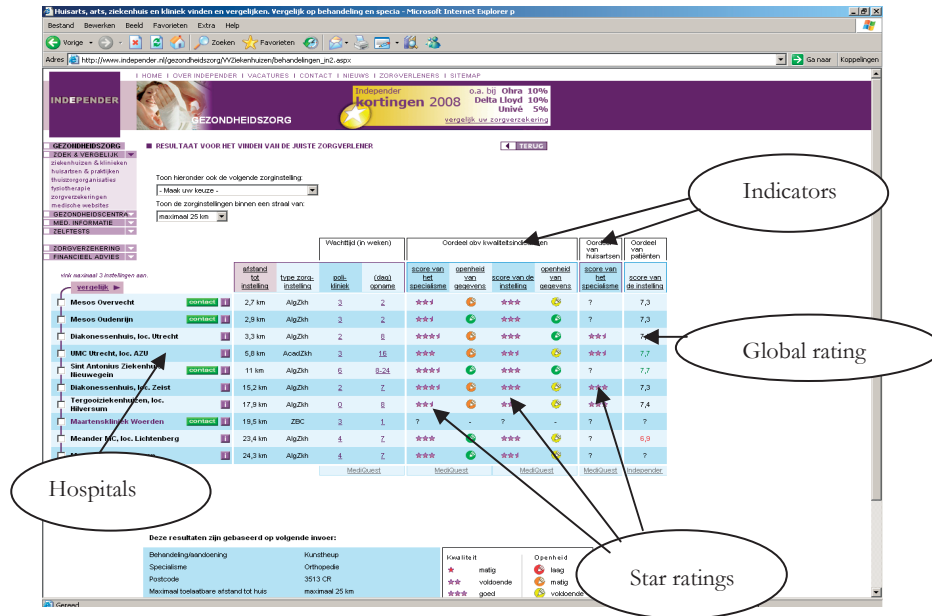 Huisarts, arts, ziekenhuis en kliniek vinden en vergelijken. Vergelijk op behandeling en specia - Microsoft Internet Explorer p
Bestand Bewerken Beeld Favorieten Extra Help
Vorige Zoeken Favorieten
Adres http://www.independer.nl/gezondheidszorg/VVZiekenhuizen/behandelingen_in2.aspx Ga naar Koppelingen
I HOME I OVER INDEPENDER I VACATURES I CONTACT I NIEUWS I ZORGVERLENERS I SITEMAP
INDEPENDER
GEZONDHEIDSZORG
Independer o.a. bij Ohra 10%
kortingen 2008 Delta Lloyd 10%
Univé 5%
vergelijk uw zorgverzekering
GEZONDHEIDSZORG
ZOEK & VERGELIJK
ziekenhuizen & klinieken
huisartsen & praktijken
thuiszorgorganisaties
fysiotherapie
zorgverzekeringen
medische websites
GEZONDHEIDSCENTRA
MED. INFORMATIE
ZELFTESTS
ZORGVERZEKERING
FINANCIEEL ADVIES
RESULTAAT VOOR HET VINDEN VAN DE JUISTE ZORGVERLENER TERUG
Toon hieronder ook de volgende zorginstelling:
- Maak uw keuze -
Toon de zorginstellingen binnen een straal van:
maximaal 25 km
Indicators
Wachttijd (in weken) Oordeel obv kwaliteitsindicatoren Oordeel van huisartsen Oordeel van patiënten
Klik maximaal 3 instellingen aan.
vergelijk
afstand tot instelling type zorg-instelling poli-kliniek (dag) opname score van het specialisme openheid van gegevens score van de instelling openheid van gegevens score van het specialisme score van de instelling
Mesos Overvecht contact i 2,7 km AlgZkh 3 2 ? 7,3
Mesos Oudenrijn contact i 2,9 km AlgZkh 3 2 ? 7,3
Diakonessenhuis, loc. Utrecht i 3,3 km AlgZkh 2 8
UMC Utrecht, loc. AZU i 5,8 km AcadZkh 3 16 7,7
Sint Antonius Ziekenhuis, Nieuwegein contact i 11 km AlgZkh 6 8-24 ? 7,7
Diakonessenhuis, loc. Zeist i 15,2 km AlgZkh 2 7 7,3
Tergooiziekenhuizen, loc. Hilversum i 17,9 km AlgZkh 0 8 7,4
Maartenskliniek Woerden contact i 19,5 km ZBC 3 1 ? - ? - ? ?
Meander MC, loc. Lichtenberg i 23,4 km AlgZkh 4 7 ? 6,9
24,3 km AlgZkh 4 7 ? ?
MediQuest MediQuest MediQuest MediQuest Independer
Global rating
Hospitals
Star ratings
Deze resultaten zijn gebaseerd op volgende invoer:
Behandeling/aandoening Kunstheup
Specialisme Orthopedie
Postcode 3513 CR
Maximaal toelaatbare afstand tot huis maximaal 25 km
Kwaliteit Openheid
matig laag
voldoende matig
goed voldoende
Gereed